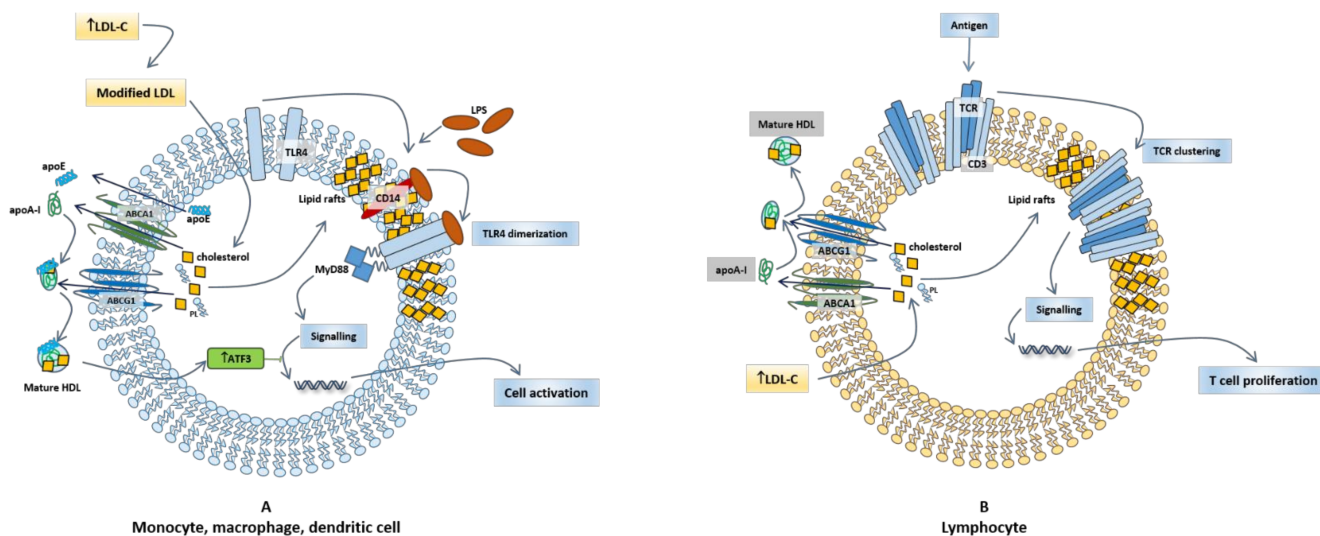 ↑LDL-C
Modified LDL
LPS
TLR4
apoE
CD14
Lipid rafts
apoA-I
ABCA1
apoE
TLR4 dimerization
cholesterol
MyD88
ABCG1
PL
Signalling
↑ATF3
Mature HDL
Cell activation
A
Monocyte, macrophage, dendritic cell
Antigen
TCR
Mature HDL
CD3
TCR clustering
Lipid rafts
ABCG1
cholesterol
apoA-I
PL
ABCA1
Signalling
↑LDL-C
T cell proliferation
B
Lymphocyte